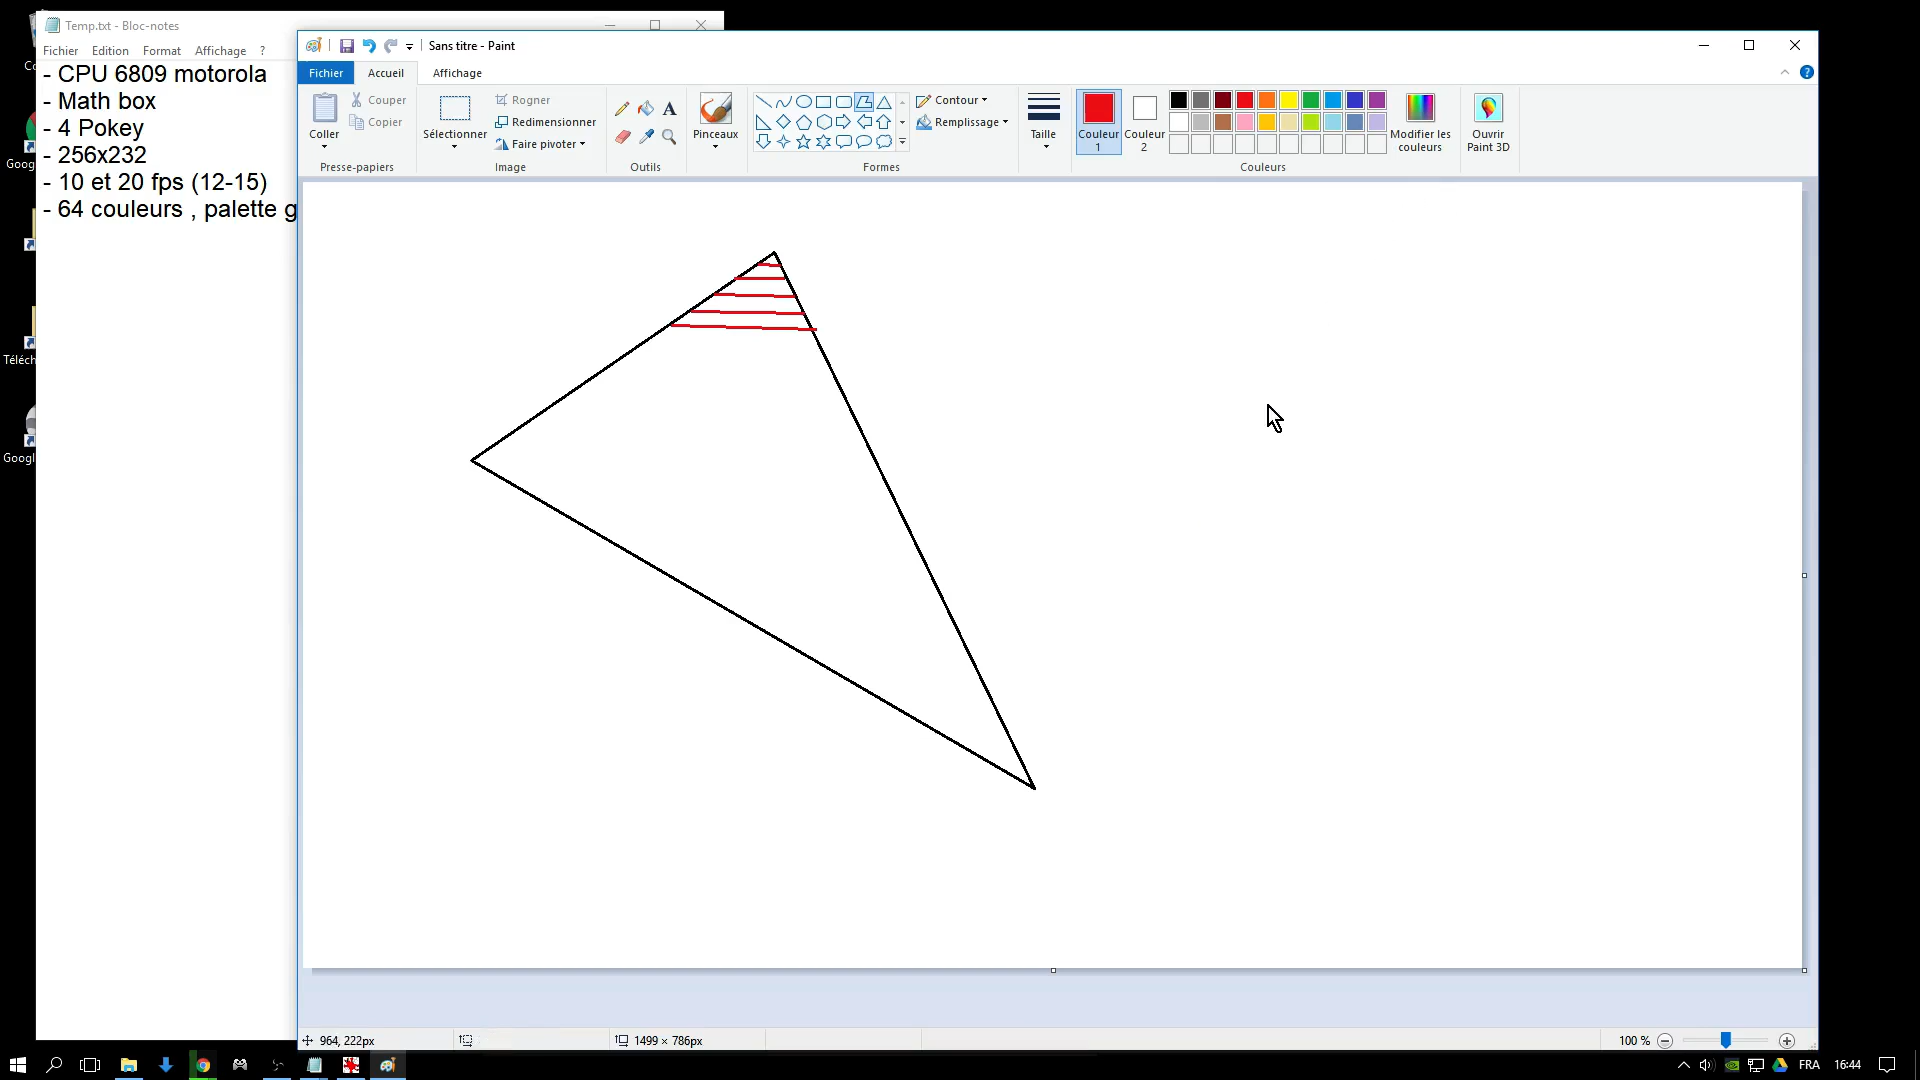 Temp.txt - Bloc-notes
Fichier Edition Format Affichage ?
- CPU 6809 motorola
- Math box
- 4 Pokey
- 256x232
- 10 et 20 fps (12-15)
- 64 couleurs , palette g
Sans titre - Paint
Fichier Accueil Affichage
Coller
Couper
Copier
Presse-papiers
Sélectionner
Rogner
Redimensionner
Faire pivoter
Image
A
Outils
Pinceaux
Contour
Remplissage
Formes
Taille
Couleur 1
Couleur 2
Modifier les couleurs
Couleurs
Ouvrir Paint 3D
Googl
Téléch
Googl
964, 222px
1499 × 786px
100 %
FRA
16:44